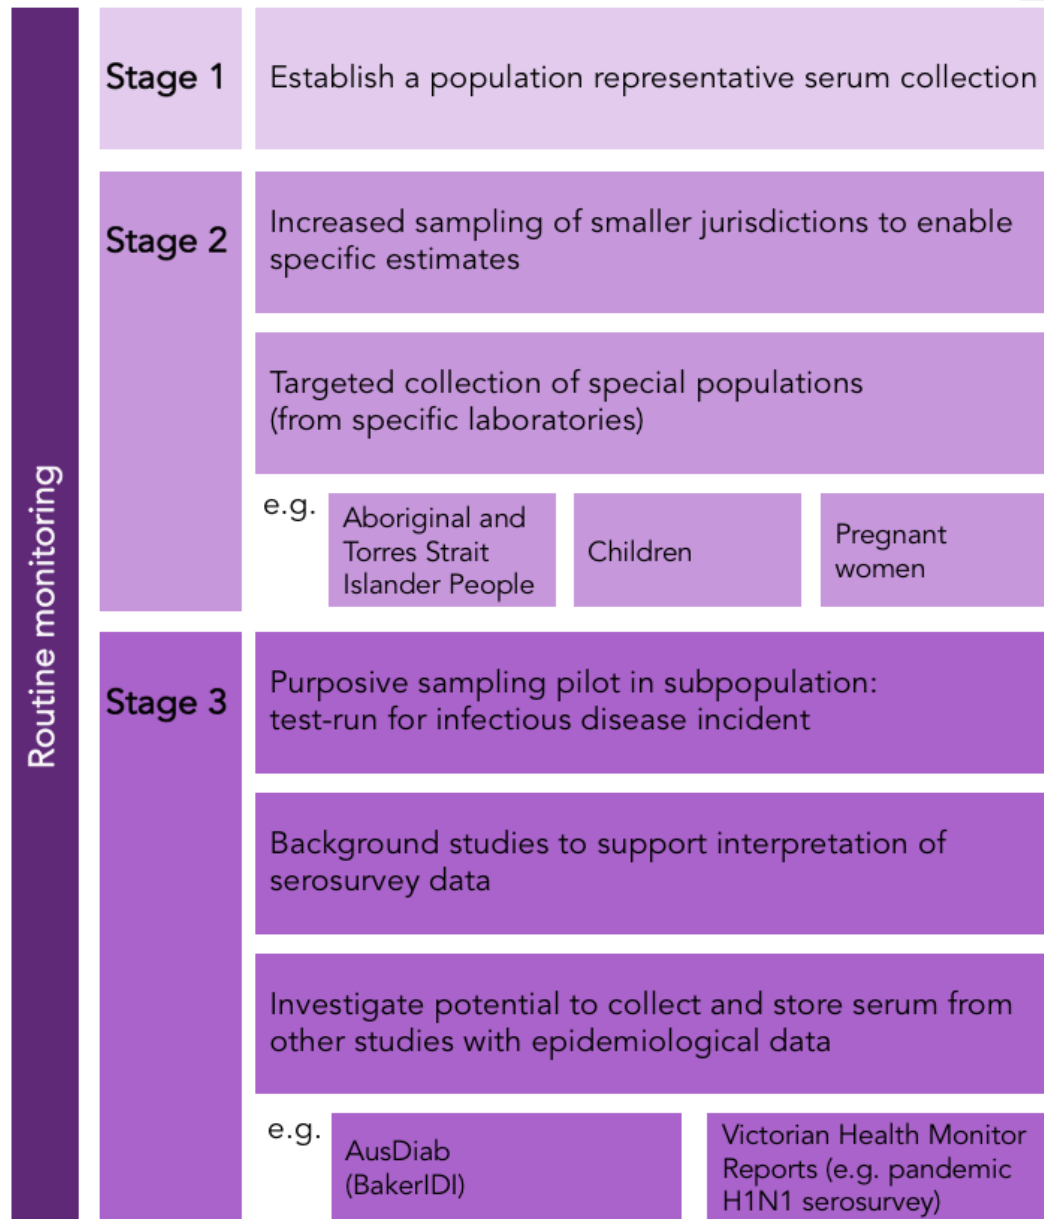 Routine monitoring
Stage 1
Establish a population representative serum collection
Stage 2
Increased sampling of smaller jurisdictions to enable
specific estimates
Targeted collection of special populations
(from specific laboratories)
e.g.
Aboriginal and
Torres Strait
Islander People
Children
Pregnant
women
Stage 3
Purposive sampling pilot in subpopulation:
test-run for infectious disease incident
Background studies to support interpretation of
serosurvey data
Investigate potential to collect and store serum from
other studies with epidemiological data
e.g.
AusDiab
(BakerIDI)
Victorian Health Monitor
Reports (e.g. pandemic
H1N1 serosurvey)